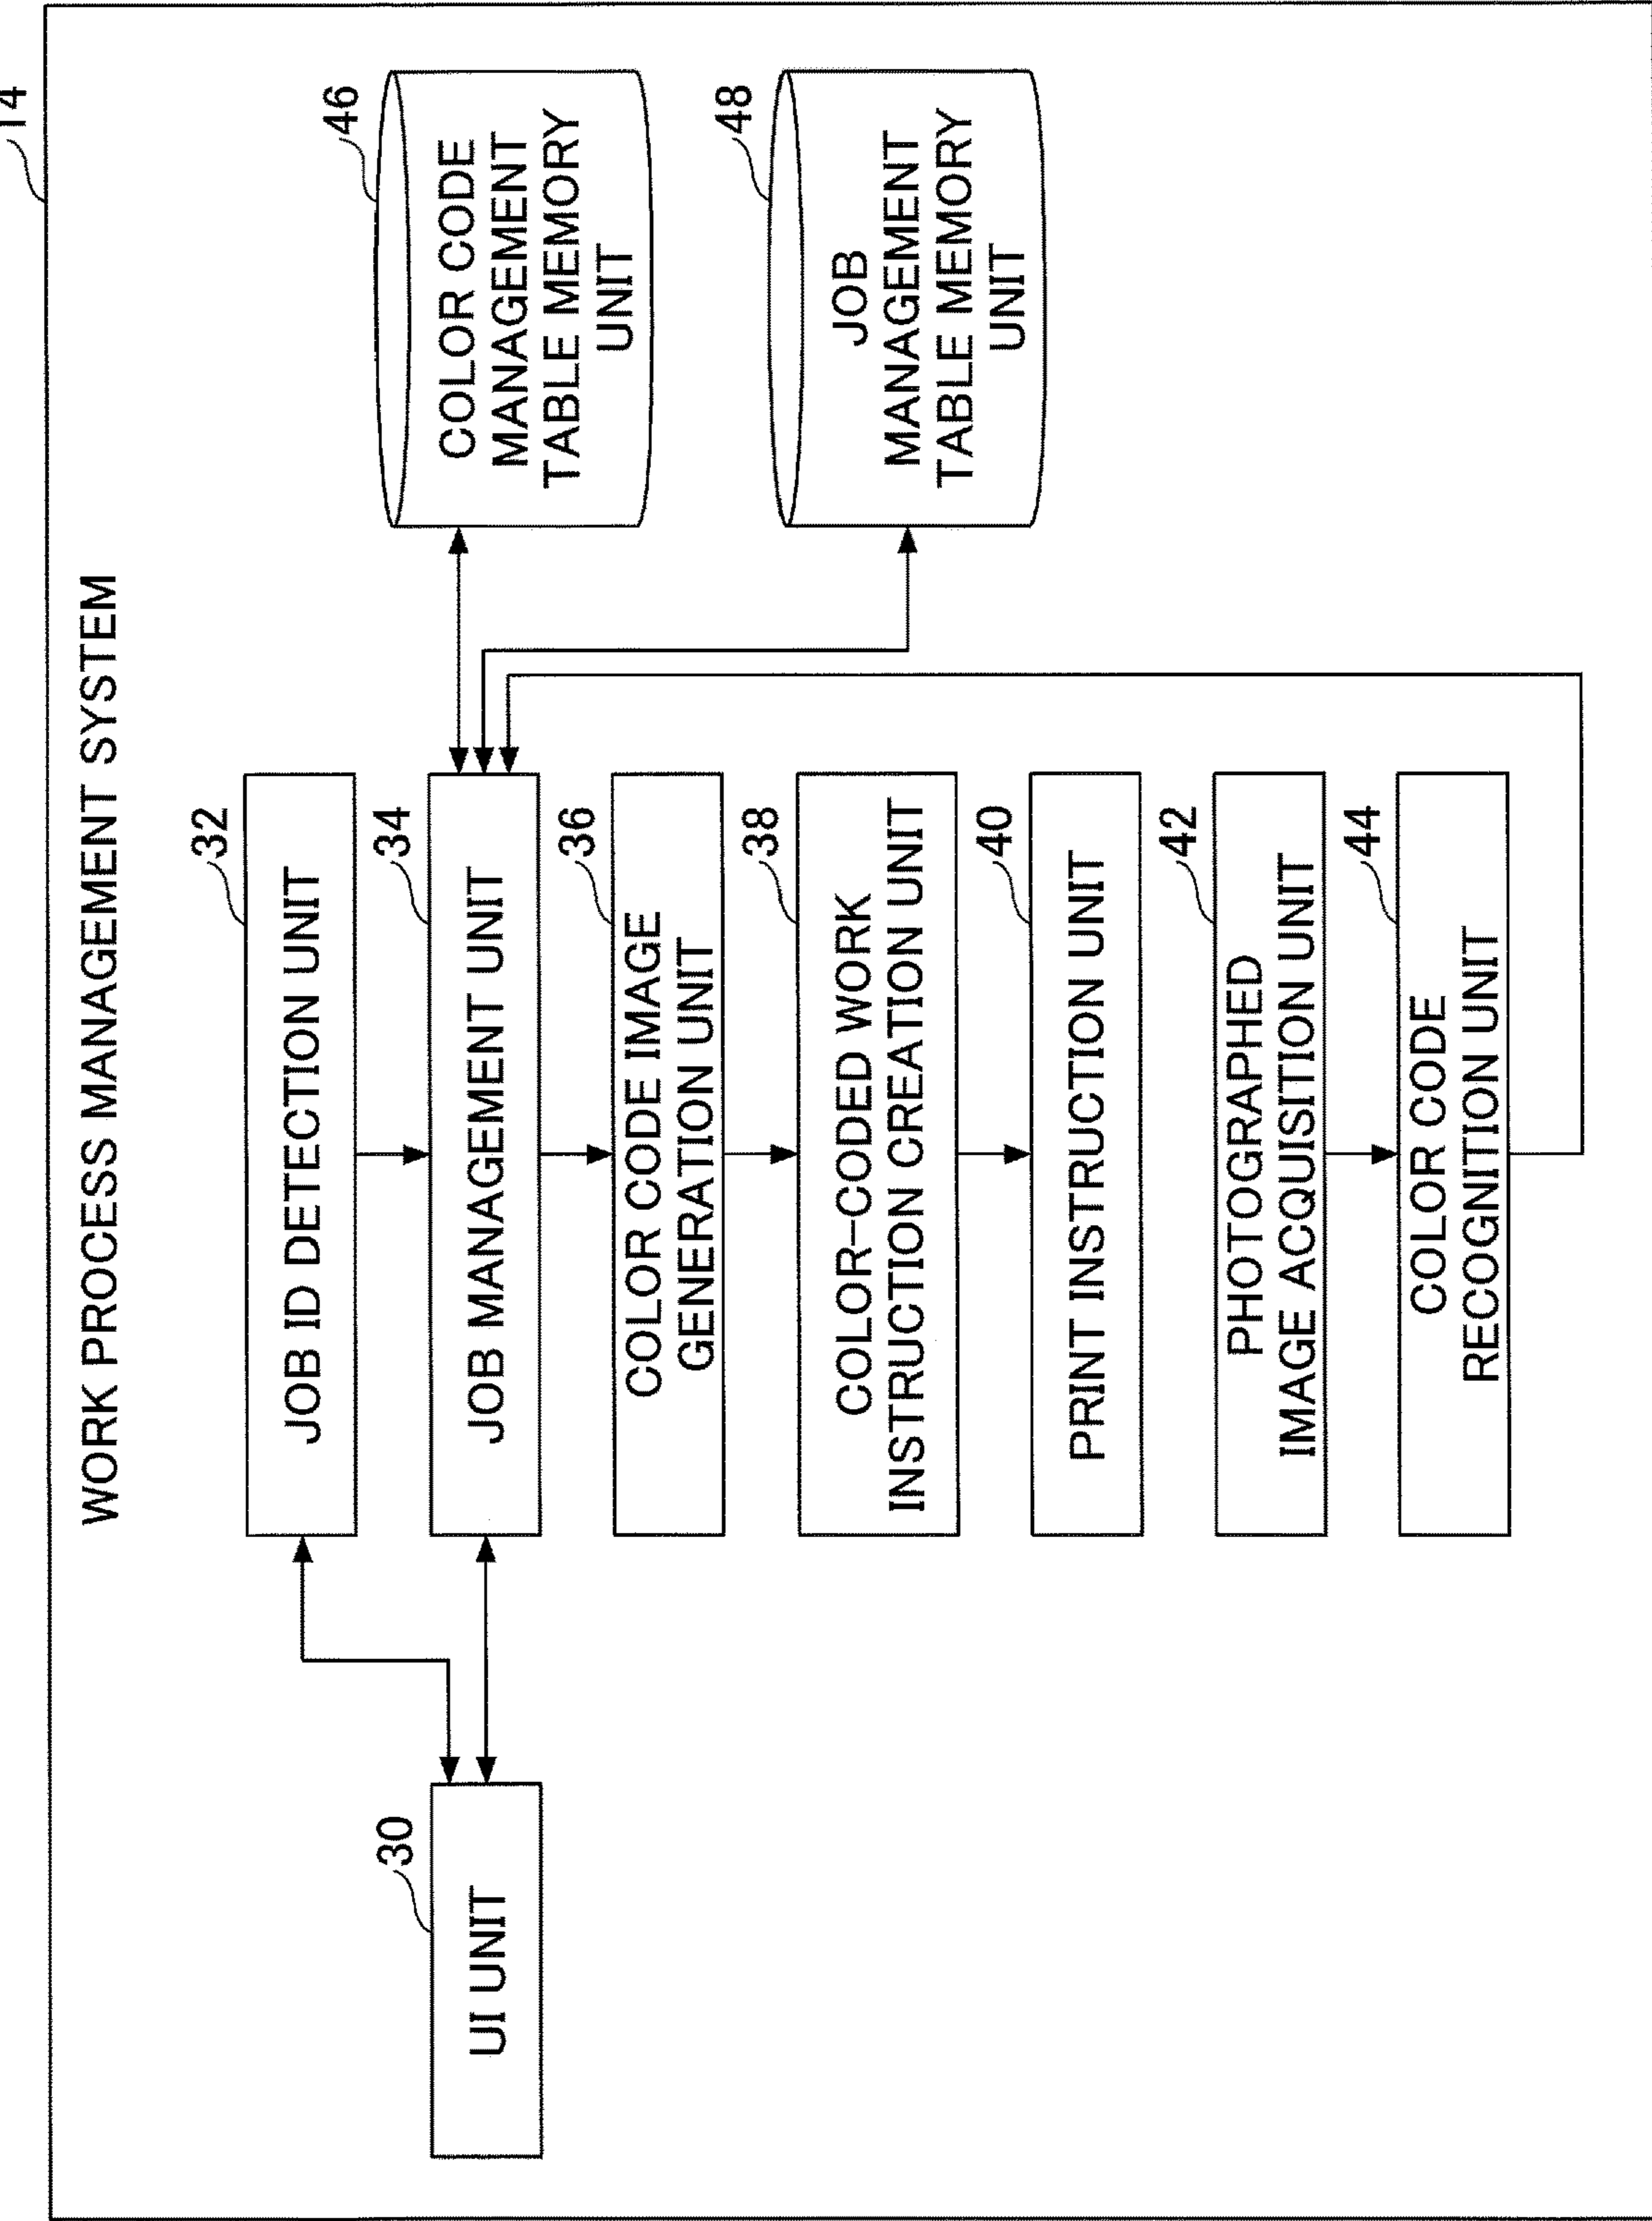 14
WORK PROCESS MANAGEMENT SYSTEM
30
UI UNIT
32
JOB ID DETECTION UNIT
34
JOB MANAGEMENT UNIT
36
COLOR CODE IMAGE
GENERATION UNIT
38
COLOR-CODED WORK
INSTRUCTION CREATION UNIT
40
PRINT INSTRUCTION UNIT
42
PHOTOGRAPHED
IMAGE ACQUISITION UNIT
44
COLOR CODE
RECOGNITION UNIT
46
COLOR CODE
MANAGEMENT
TABLE MEMORY
UNIT
48
JOB
MANAGEMENT
TABLE MEMORY
UNIT